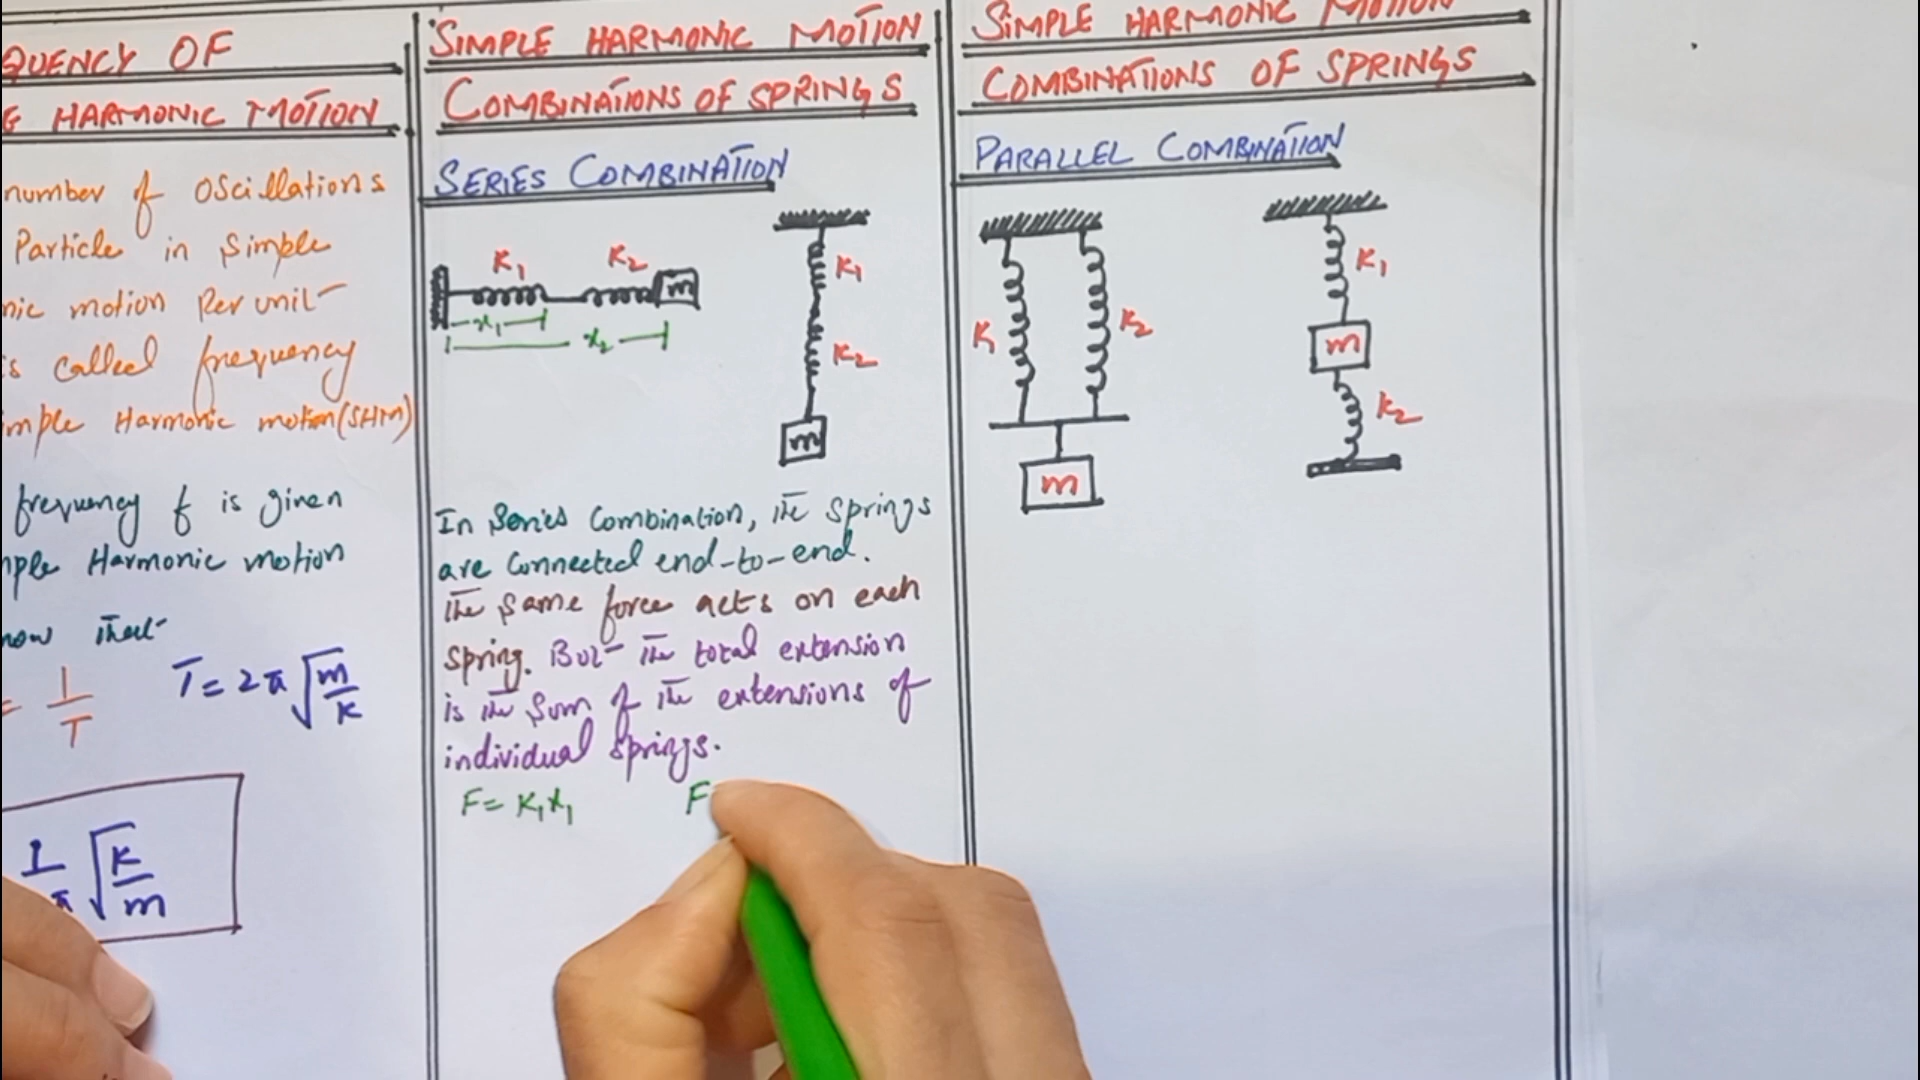 QUENCY OF
G HARMONIC MOTION
number of oscillations
Particle in simple
nic motion Per unit
is called frequency
imple Harmonic motion (SHM)
frequency f is given
mple Harmonic motion
now that
= 1/T T = 2π√m/k
1/π √k/m
SIMPLE HARMONIC MOTION
COMBINATIONS OF SPRINGS
SERIES COMBINATION
K1 K2 m
x1
x2
K1
K2
m
In Series Combination, the springs
are connected end-to-end.
The same force acts on each
spring. But the total extension
is the sum of the extensions of
individual springs.
F = K1x1 F
SIMPLE HARMONIC MOTION
COMBINATIONS OF SPRINGS
PARALLEL COMBINATION
K1 K2
m
K1
m
K2